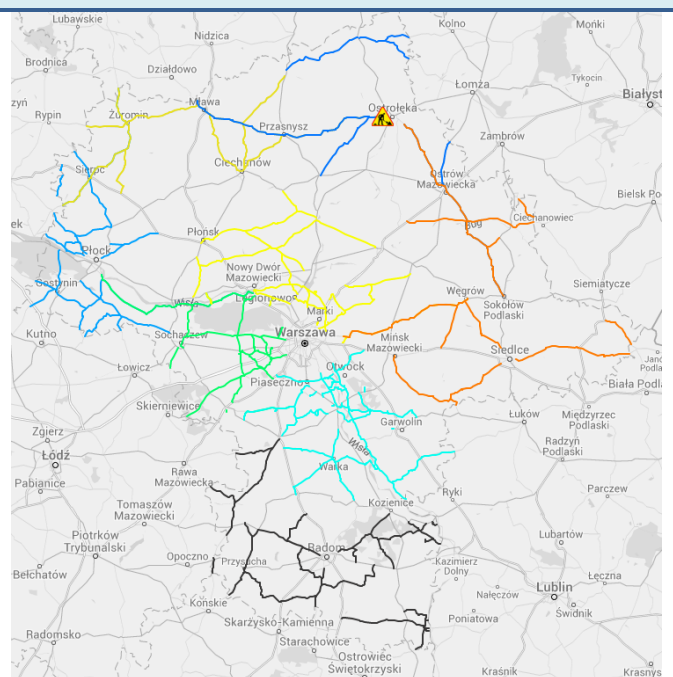 Lubawskie
Kolno
Mońki
Nidzica
Brodnica
Działdowo
Tykocin
Łomża
Białyst
Mława
Ostrołęka
czyń
Rypin
Żuromin
Przasnysz
Zambrów
Ciechanów
Sierpc
Ostrów
Mazowiecka
Bielsk Po
Ciechanowiec
Bug
ek
Płońsk
Płock
Nowy Dwór
Mazowiecki
Siemiatycze
Gostynin
Węgrów
Wisła
Legionowo
Sokołów
Podlaski
Marki
Kutno
Sochaczew
Warszawa
Mińsk
Mazowiecki
Siedlce
Janó
Podla
Łowicz
Otwock
Piaseczno
Biała Podla
Skierniewice
Łuków
Międzyrzec
Podlaski
Garwolin
Zgierz
Radzyń
Podlaski
Łódź
Wisła
Rawa
Mazowiecka
Warka
Pabianice
Ryki
Parczew
Kozienice
Tomaszów
Mazowiecki
Piotrków
Trybunalski
Lubartów
Radom
Opoczno
Przysucha
Kazimierz
Dolny
Bełchatów
Łęczna
Lublin
Nałęczów
Końskie
Świdnik
Poniatowa
Skarżysko-Kamienna
Radomsko
Starachowice
Ostrowiec
Świętokrzyski
Kraśnik
Krasnys